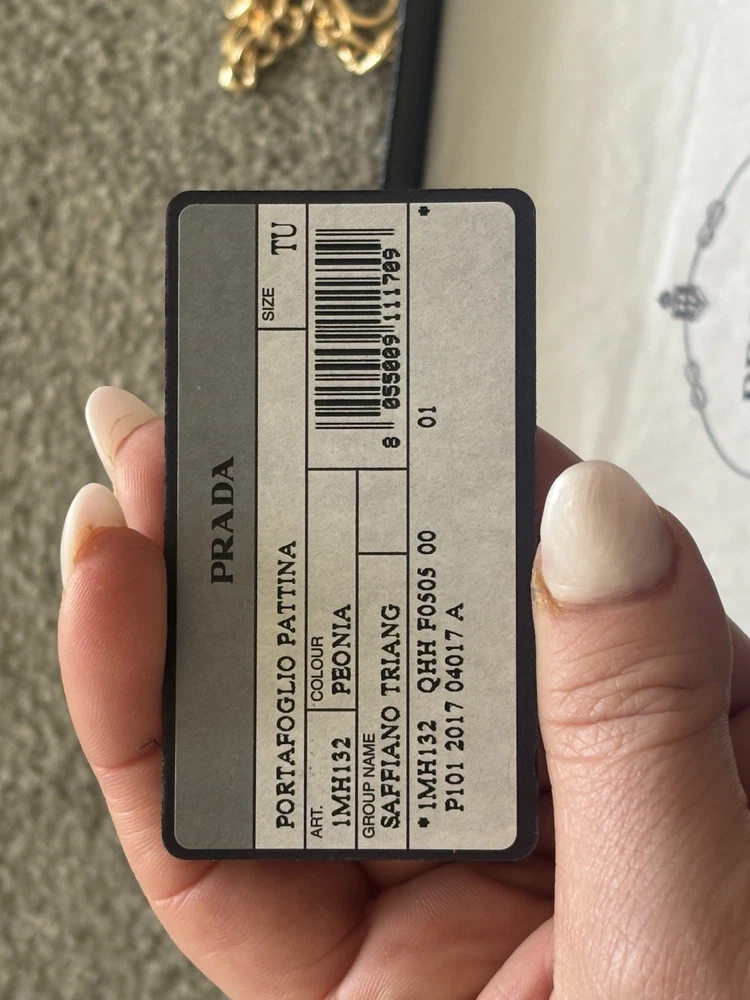 PRADA
PORTAFOGLIO PATTINA
SIZE
TU
ART.
1MH132
COLOUR
PEONIA
8 055009 111709
GROUP NAME
SAFFIANO TRIANG
* 1MH132 QHH F0505 00 01 *
P101 2017 04017 A